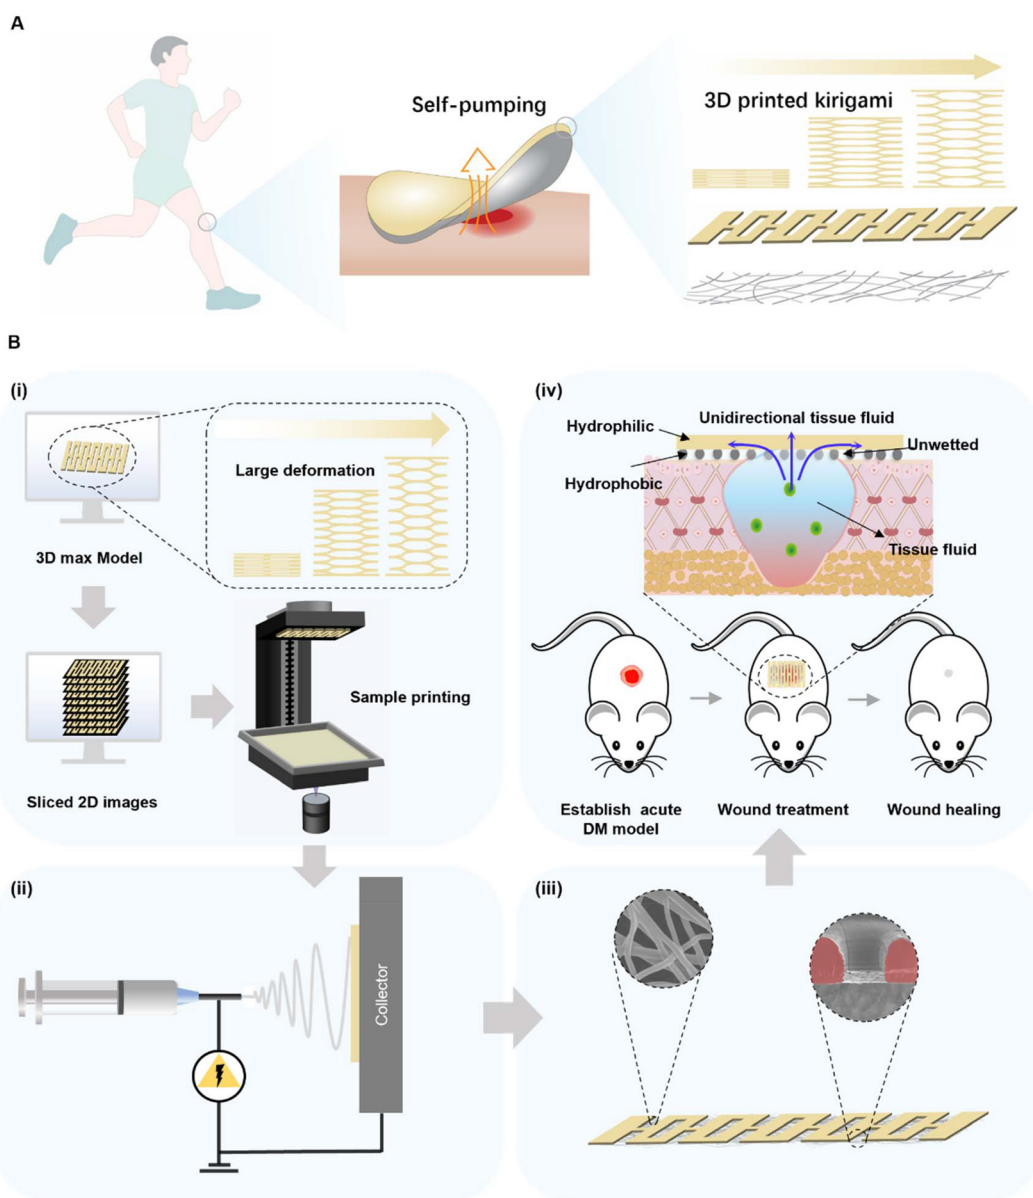 A
Self-pumping
3D printed kirigami
B
(i)
Large deformation
3D max Model
Sample printing
Sliced 2D images
(iv)
Unidirectional tissue fluid
Hydrophilic
Unwetted
Hydrophobic
Tissue fluid
Establish acute
DM model
Wound treatment
Wound healing
(ii)
Collector
(iii)